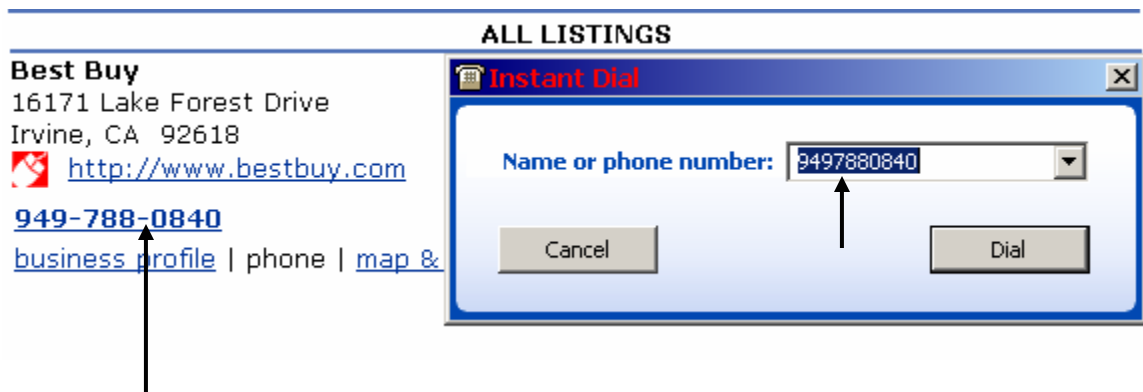 ALL LISTINGS
Best Buy
16171 Lake Forest Drive
Irvine, CA 92618
http://www.bestbuy.com
949-788-0840
business profile | phone | map &
Instant Dial
Name or phone number: 9497880840
Cancel Dial